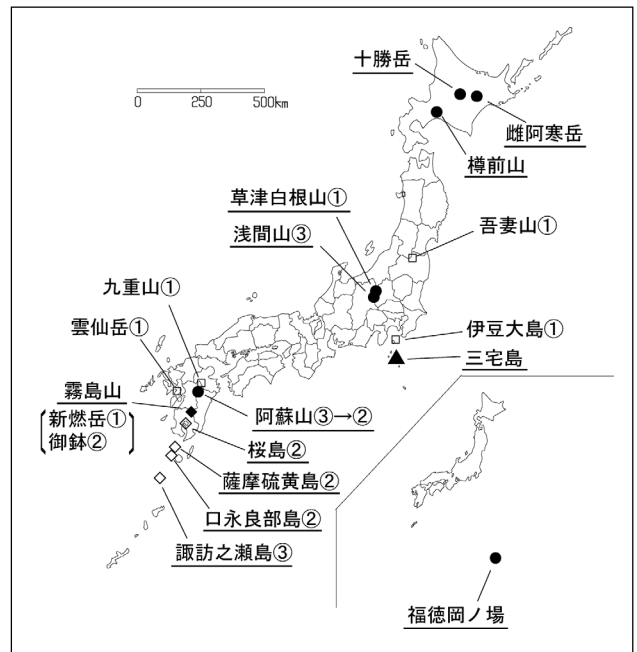 十勝岳
0 250 500km
雌阿寒岳
樽前山
草津白根山①
吾妻山①
浅間山③
九重山①
雲仙岳①
伊豆大島①
三宅島
霧島山
新燃岳①
御鉢②
阿蘇山③→②
桜島②
薩摩硫黄島②
口永良部島②
諏訪之瀬島③
福徳岡ノ場